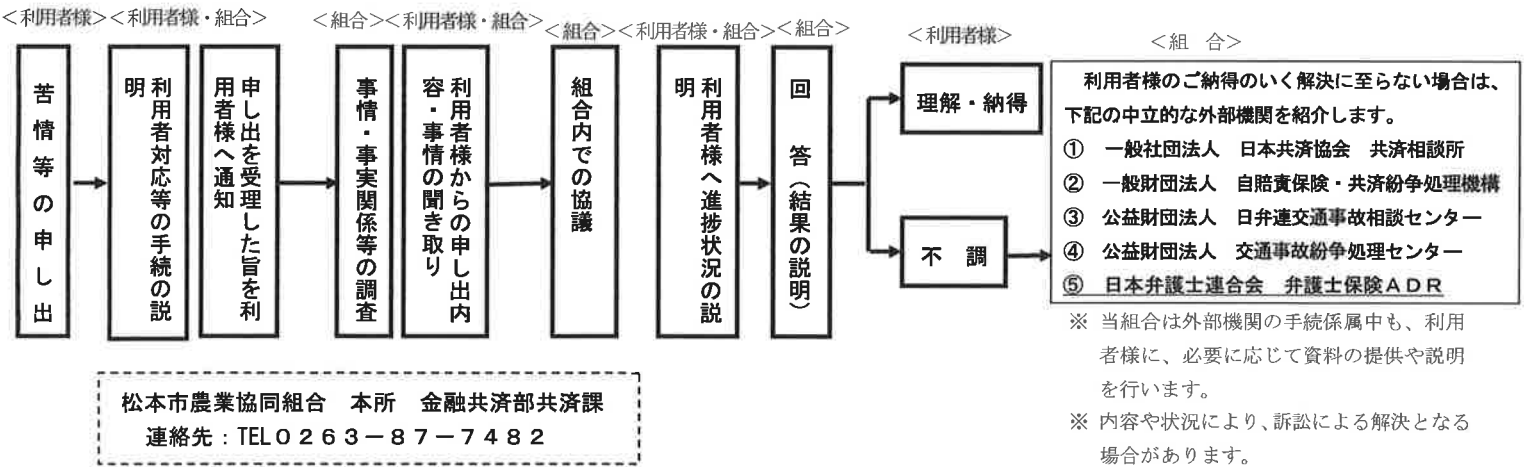 <利用者様>
苦情等の申し出
<利用者様・組合>
利用者対応等の手続の説
明
申し出を受理した旨を利
用者様へ通知
<組合>
事情・事実関係等の調査
<利用者様・組合>
利用者様からの申し出内
容・事情の聞き取り
<組合>
組合内での協議
<利用者様・組合>
利用者様へ進捗状況の説
明
<組合>
回 答(結果の説明)
<利用者様>
理解・納得
不 調
<組 合>
利用者様のご納得のいく解決に至らない場合は、
下記の中立的な外部機関を紹介します。
① 一般社団法人 日本共済協会 共済相談所
② 一般財団法人 自賠責保険・共済紛争処理機構
③ 公益財団法人 日弁連交通事故相談センター
④ 公益財団法人 交通事故紛争処理センター
⑤ 日本弁護士連合会 弁護士保険ADR
※ 当組合は外部機関の手続係属中も、利用
者様に、必要に応じて資料の提供や説明
を行います。
※ 内容や状況により、訴訟による解決となる
場合があります。
松本市農業協同組合 本所 金融共済部共済課
連絡先:TEL0263-87-7482